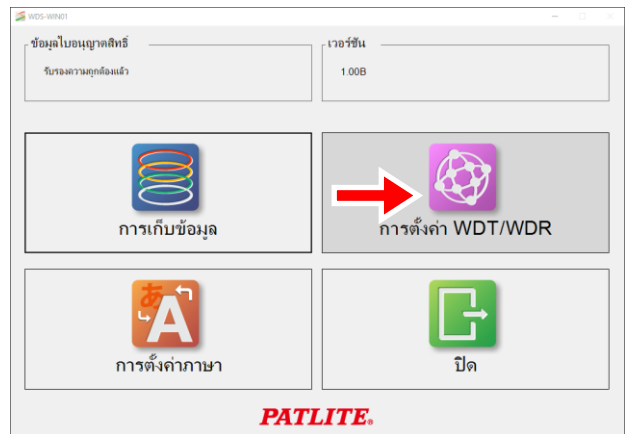 WDS-WIN01
ข้อมูลใบอนุญาตสิทธิ์
เวอร์ชัน
รับรองความถูกต้องแล้ว
1.00B
การเก็บข้อมูล
การตั้งค่า WDT/WDR
あ A
การตั้งค่าภาษา
ปิด
PATLITE®